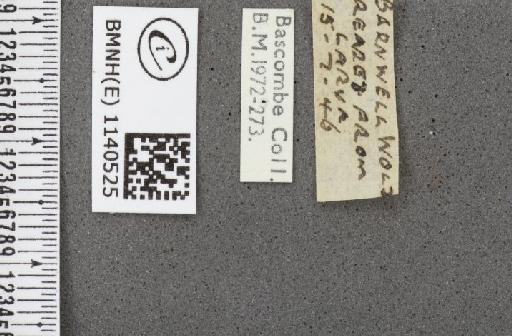 BMNH(E) 1140525
Bascombe Coll.
B.M.1972-273.
BARNWELL WOLD
REARED FROM
LARVA
15-7-46